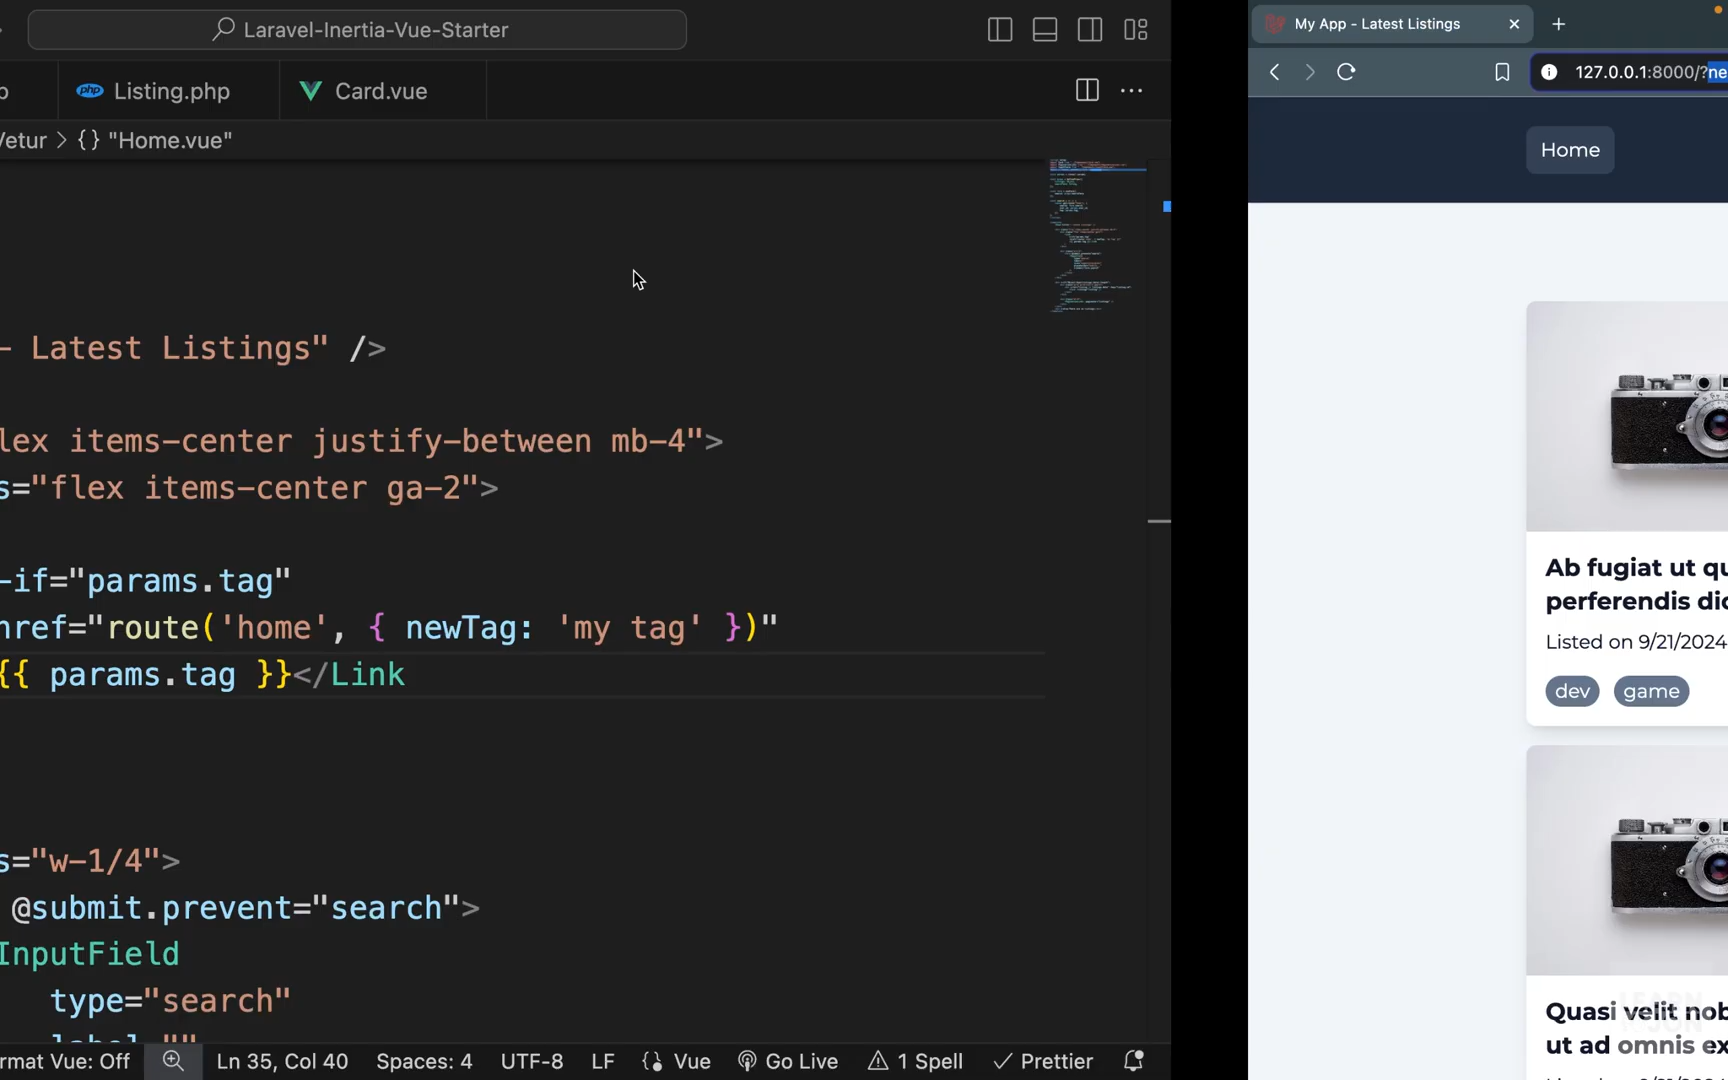 Laravel-Inertia-Vue-Starter
Listing.php
Card.vue
Vetur > {} "Home.vue"
- Latest Listings" />
lex items-center justify-between mb-4">
s="flex items-center ga-2">
-if="params.tag"
href="route('home', { newTag: 'my tag' })"
{{ params.tag }}</Link
s="w-1/4">
@submit.prevent="search">
InputField
type="search"
label=""
rmat Vue: Off
Ln 35, Col 40
Spaces: 4
UTF-8
LF
Vue
Go Live
1 Spell
Prettier
My App - Latest Listings
127.0.0.1:8000/?ne
Home
Ab fugiat ut qu
perferendis dic
Listed on 9/21/2024
dev game
Quasi velit nob
ut ad omnis ex